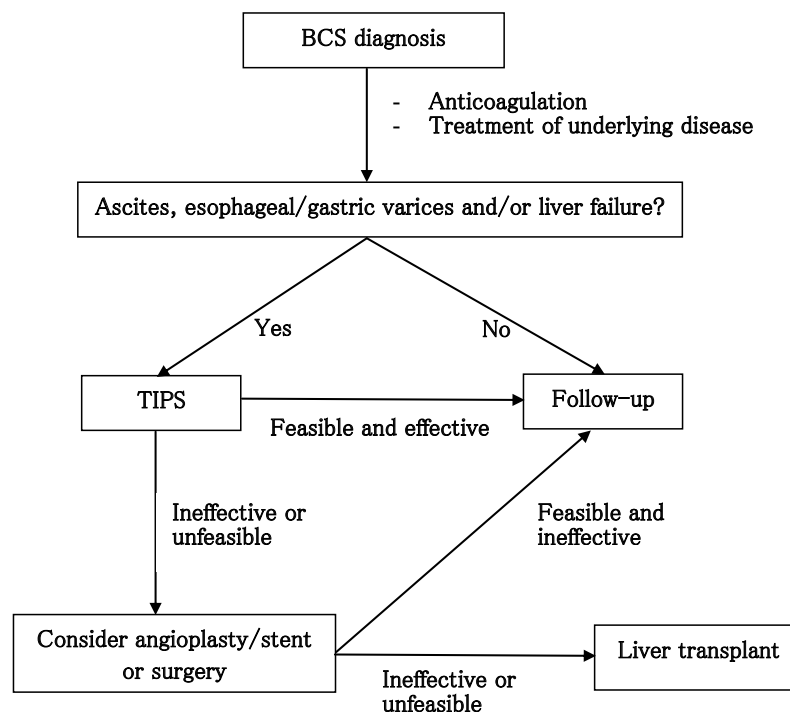 BCS diagnosis
- Anticoagulation
- Treatment of underlying disease
Ascites, esophageal/gastric varices and/or liver failure?
Yes
No
TIPS
Follow-up
Feasible and effective
Ineffective or
unfeasible
Feasible and
ineffective
Consider angioplasty/stent
or surgery
Liver transplant
Ineffective or
unfeasible